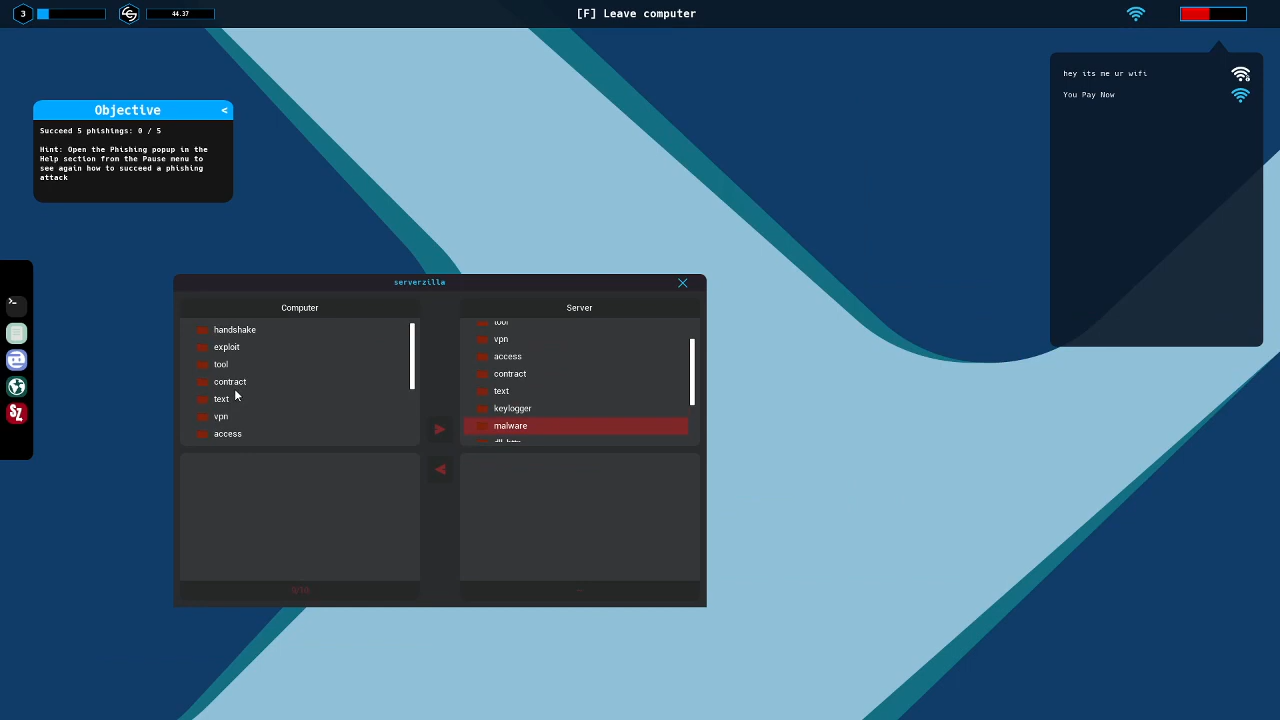 3
44.37
[F] Leave computer
hey its me ur wifi
You Pay Now
Objective
<
Succeed 5 phishings: 0 / 5
Hint: Open the Phishing popup in the
Help section from the Pause menu to
see again how to succeed a phishing
attack
>_
SZ
serverzilla
Computer
Server
handshake
exploit
tool
contract
text
vpn
access
tool
vpn
access
contract
text
keylogger
malware